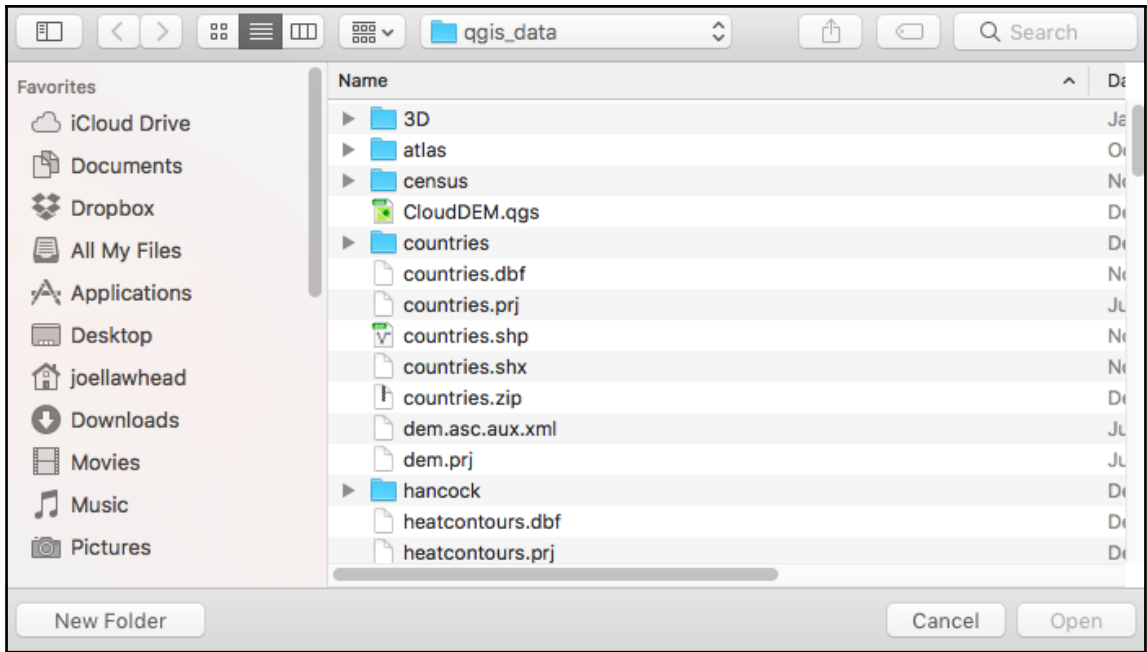 qgis_data
Search
Favorites
iCloud Drive
Documents
Dropbox
All My Files
Applications
Desktop
joellawhead
Downloads
Movies
Music
Pictures
Name
3D
atlas
census
CloudDEM.qgs
countries
countries.dbf
countries.prj
countries.shp
countries.shx
countries.zip
dem.asc.aux.xml
dem.prj
hancock
heatcontours.dbf
heatcontours.prj
New Folder
Cancel
Open